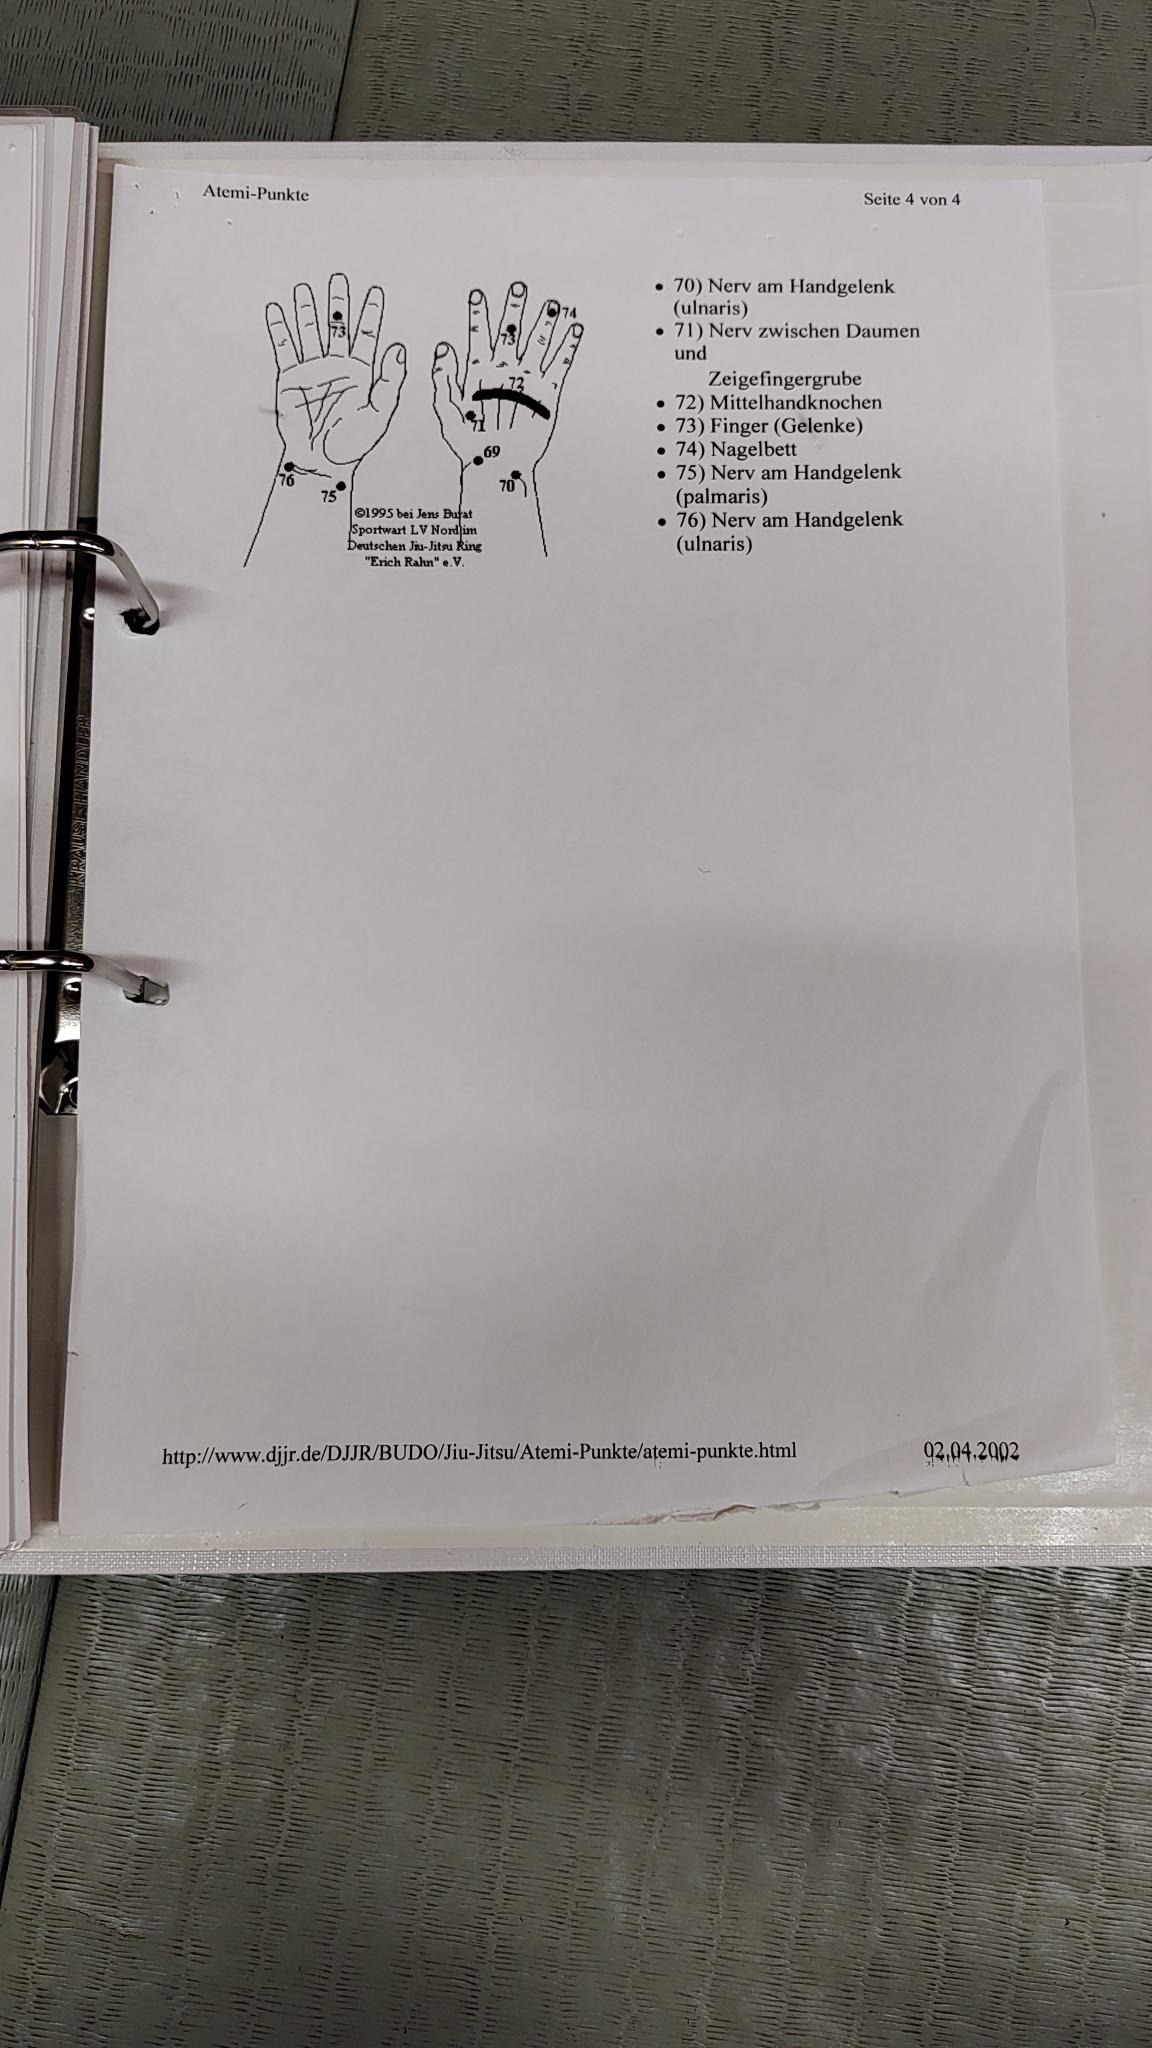 Atemi-Punkte
Seite 4 von 4
73
73
74
72
71
69
76
75
70
©1995 bei Jens Burat
Sportwart LV Nord im
Deutschen Jiu-Jitsu Ring
"Erich Rahn" e.V.
• 70) Nerv am Handgelenk
(ulnaris)
• 71) Nerv zwischen Daumen
und
Zeigefingergrube
• 72) Mittelhandknochen
• 73) Finger (Gelenke)
• 74) Nagelbett
• 75) Nerv am Handgelenk
(palmaris)
• 76) Nerv am Handgelenk
(ulnaris)
http://www.djjr.de/DJJR/BUDO/Jiu-Jitsu/Atemi-Punkte/atemi-punkte.html
02.04.2002